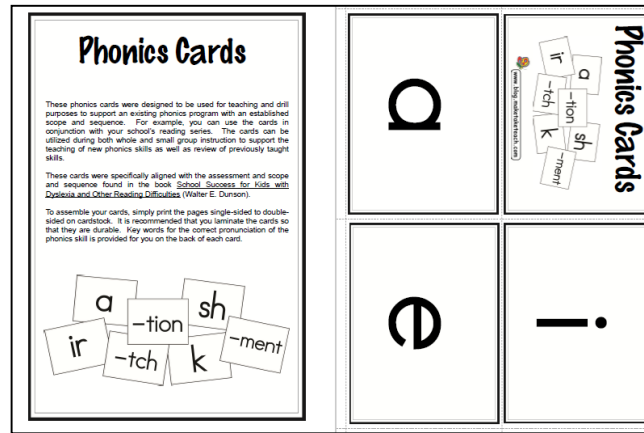 Phonics Cards
These phonics cards were designed to be used for teaching and drill
purposes to support an existing phonics program with an established
scope and sequence. For example, you can use the cards in
conjunction with your school's reading series. The cards can be
utilized during both whole and small group instruction to support the
teaching of new phonics skills as well as review of previously taught
skills.
These cards were specifically aligned with the assessment and scope
and sequence found in the book School Success for Kids with
Dyslexia and Other Reading Difficulties (Walter E. Dunson).
To assemble your cards, simply print the pages single-sided to double-
sided on cardstock. It is recommended that you laminate the cards so
that they are durable. Key words for the correct pronunciation of the
phonics skill is provided for you on the back of each card.
a
sh
-tion
ir
-tch
k
-ment
a
Phonics Cards
a
sh
-tion
ir
-tch
k
-ment
www.blog.maketaketeach.com
e
i